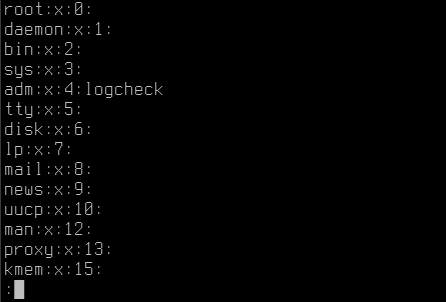 root:x:0:
daemon:x:1:
bin:x:2:
sys:x:3:
adm:x:4:logcheck
tty:x:5:
disk:x:6:
lp:x:7:
mail:x:8:
news:x:9:
uucp:x:10:
man:x:12:
proxy:x:13:
kmem:x:15:
: